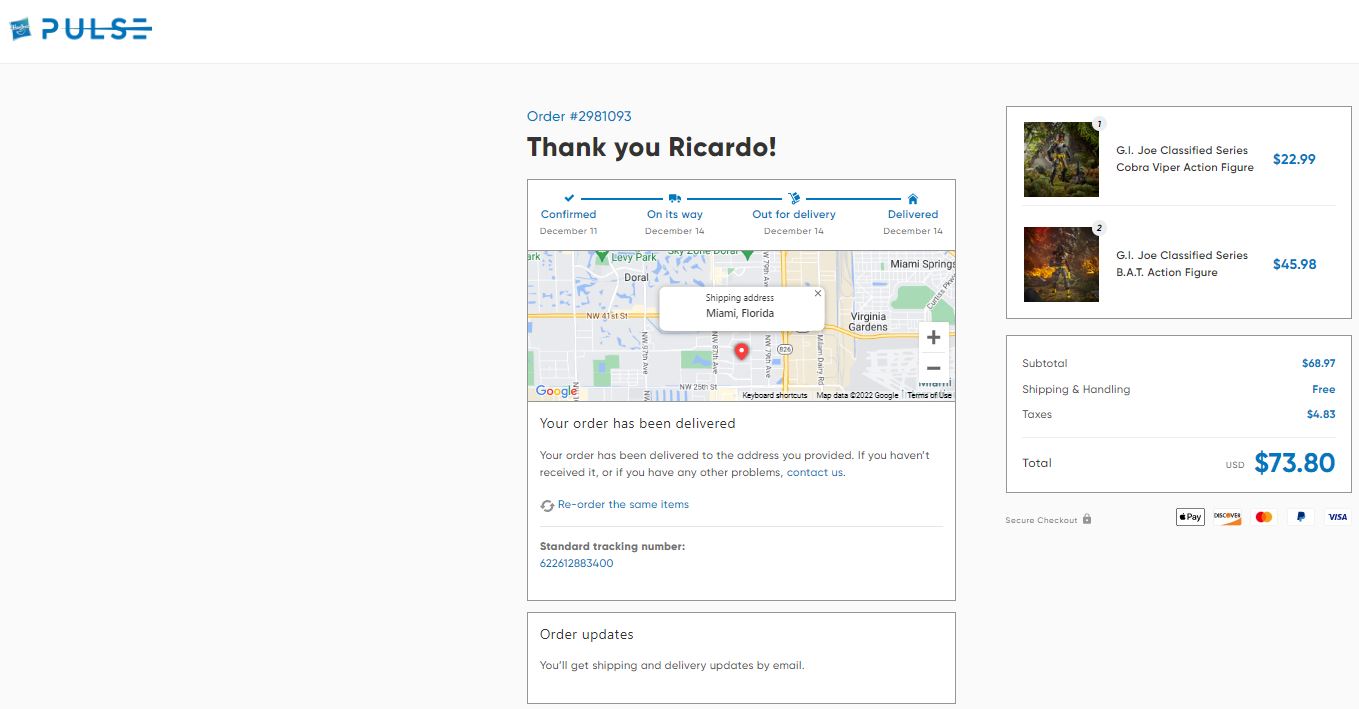 Hasbro PULSE
Order #2981093
Thank you Ricardo!
Confirmed
December 11
On its way
December 14
Out for delivery
December 14
Delivered
December 14
ark
Levy Park
Sky Zone Doral
Doral
Miami Springs
Curtiss Pkwy
Shipping address
Miami, Florida
NW 41st St
Virginia
Gardens
NW 97th Ave
NW 87th Ave
NW 79th Ave
826
Milam Dairy Rd
NW 25th St
Miami
Google
Keyboard shortcuts
Map data ©2022 Google
Terms of Use
Your order has been delivered
Your order has been delivered to the address you provided. If you haven't
received it, or if you have any other problems, contact us.
Re-order the same items
Standard tracking number:
622612883400
Order updates
You'll get shipping and delivery updates by email.
1
G.I. Joe Classified Series
Cobra Viper Action Figure
$22.99
2
G.I. Joe Classified Series
B.A.T. Action Figure
$45.98
Subtotal $68.97
Shipping & Handling Free
Taxes $4.83
Total USD $73.80
Secure Checkout
Pay DISCOVER VISA